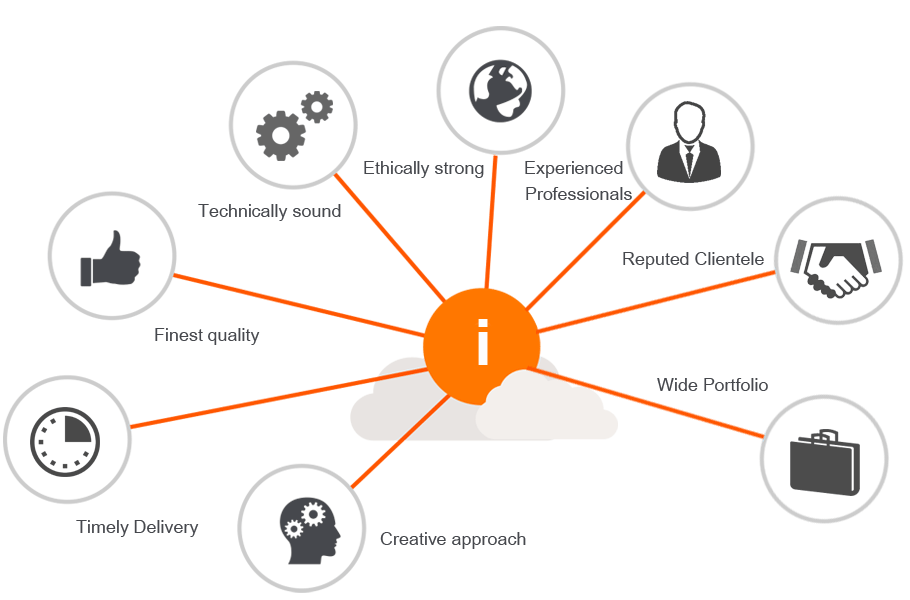 Ethically strong
Experienced
Professionals
Technically sound
Reputed Clientele
Finest quality
i
Wide Portfolio
Timely Delivery
Creative approach